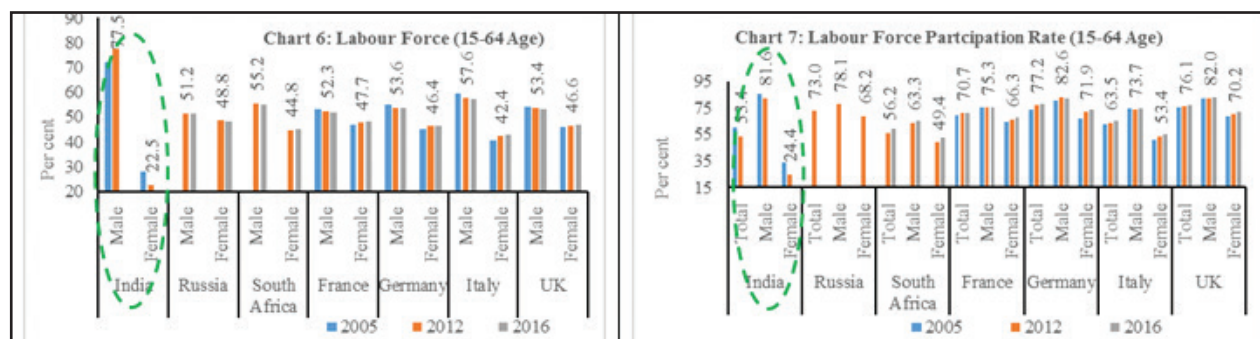 Chart 6: Labour Force (15-64 Age)
Per cent
90
80
70
60
50
40
30
20
77.5
22.5
51.2
48.8
55.2
44.8
52.3
47.7
53.6
46.4
57.6
42.4
53.4
46.6
Male
Female
Male
Female
Male
Female
Male
Female
Male
Female
Male
Female
Male
Female
India
Russia
South
Africa
France
Germany
Italy
UK
2005
2012
2016
Chart 7: Labour Force Partcipation Rate (15-64 Age)
Per cent
95
75
55
35
15
81.6
24.4
73.0
78.1
68.2
56.2
63.3
49.4
70.7
75.3
66.3
77.2
82.6
71.9
63.5
73.7
53.4
76.1
82.0
70.2
Total
Male
Female
Total
Male
Female
Total
Male
Female
Total
Male
Female
Total
Male
Female
Total
Male
Female
Total
Male
Female
India
Russia
South
Africa
France
Germany
Italy
UK
2005
2012
2016